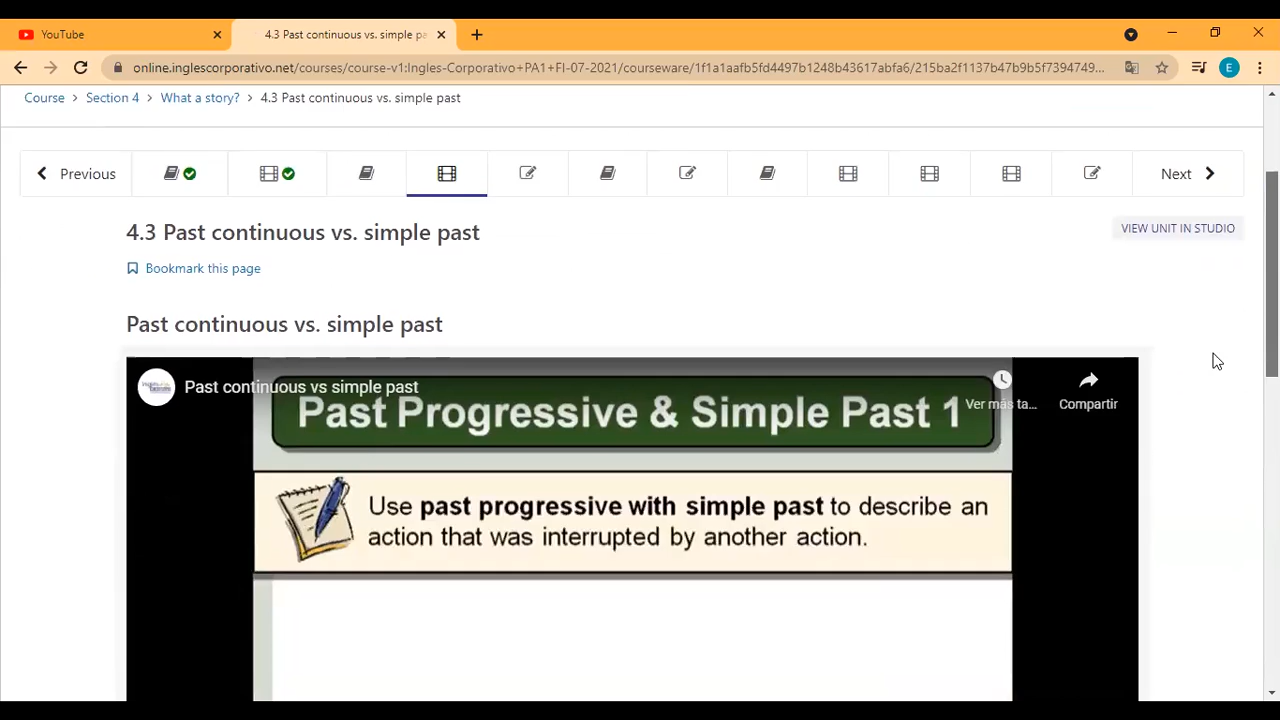 YouTube
4.3 Past continuous vs. simple pa
online.inglescorporativo.net/courses/course-v1:Ingles-Corporativo+PA1+FI-07-2021/courseware/1f1a1aafb5fd4497b1248b43617abfa6/215ba2f1137b47b9b5f7394749...
E
Course > Section 4 > What a story? > 4.3 Past continuous vs. simple past
Previous
Next
4.3 Past continuous vs. simple past
VIEW UNIT IN STUDIO
Bookmark this page
Past continuous vs. simple past
Past continuous vs simple past
Ver más ta...
Compartir
Past Progressive & Simple Past 1
Use past progressive with simple past to describe an
action that was interrupted by another action.